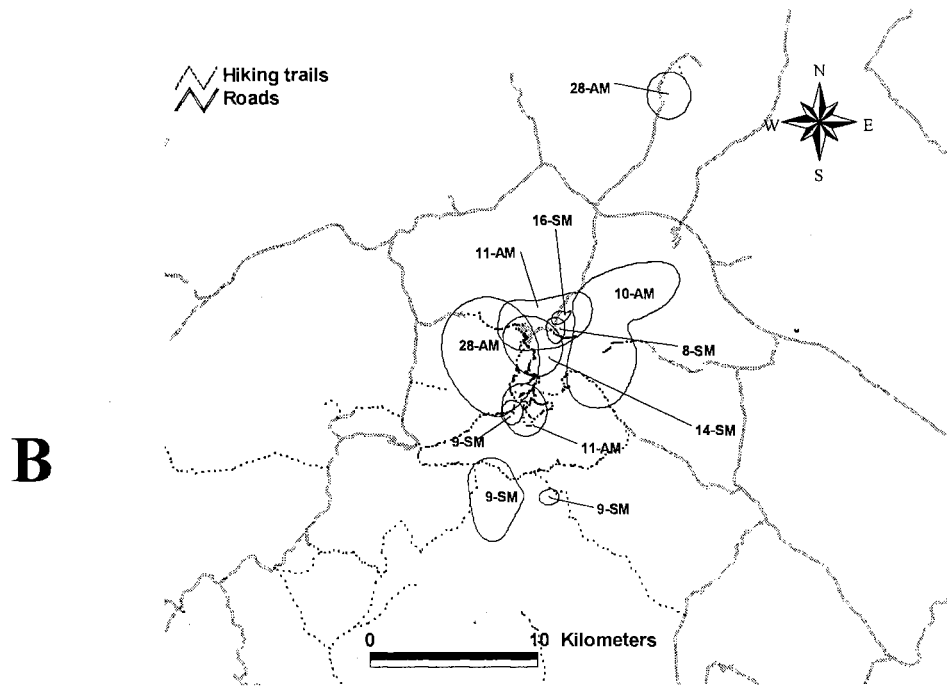 Hiking trails
Roads
28-AM
N
W
E
S
16-SM
11-AM
10-AM
28-AM
8-SM
14-SM
9-SM
11-AM
B
9-SM
9-SM
0
10 Kilometers